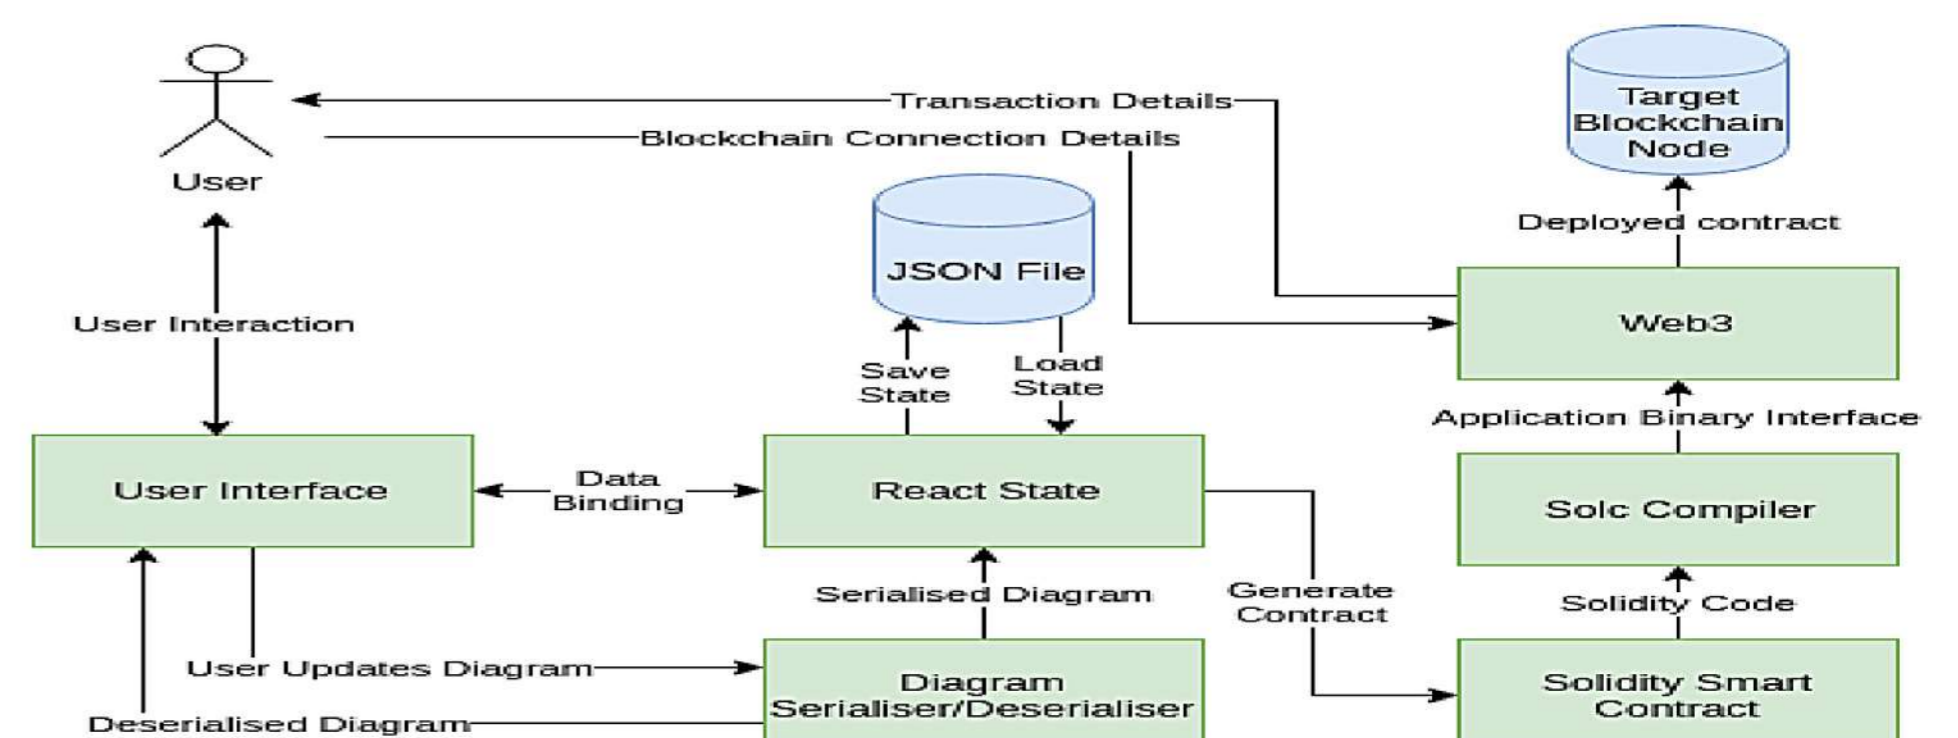 Transaction Details
Blockchain Connection Details
Target
Blockchain
Node
User
Deployed contract
JSON File
User Interaction
Web3
Save
State
Load
State
Application Binary Interface
User Interface
Data
Binding
React State
Solc Compiler
Serialised Diagram
Generate
Contract
Solidity Code
User Updates Diagram
Diagram
Serialiser/Deserialiser
Solidity Smart
Contract
Deserialised Diagram